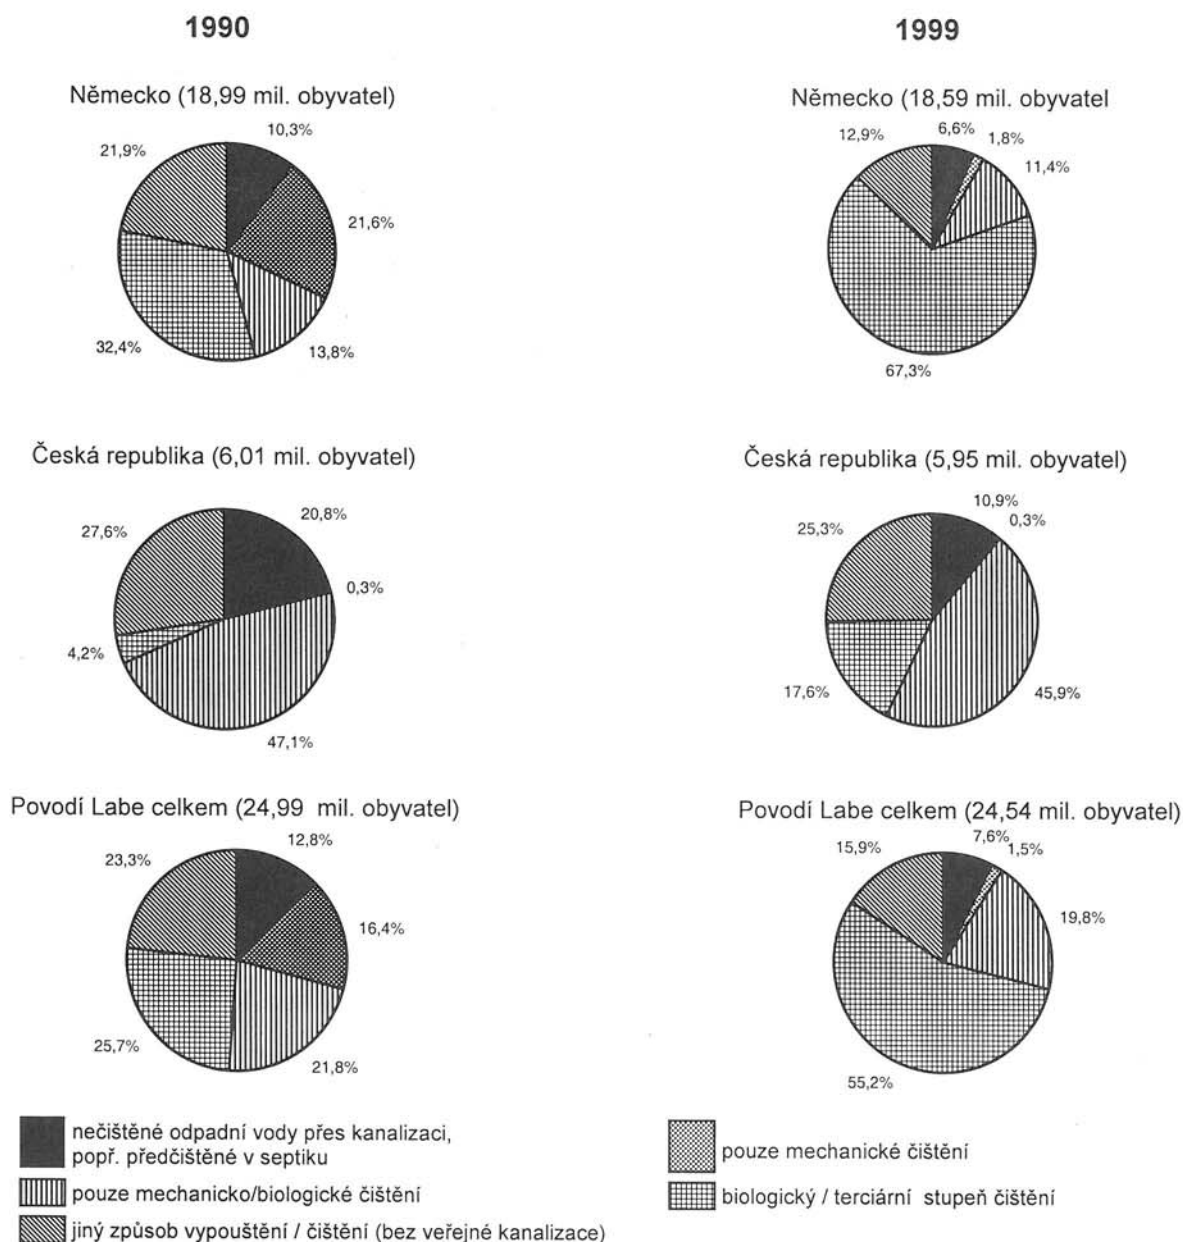 1990
1999
Německo (18,99 mil. obyvatel)
Německo (18,59 mil. obyvatel
21,9%
10,3%
21,6%
32,4%
13,8%
12,9%
6,6%
1,8%
11,4%
67,3%
Česká republika (6,01 mil. obyvatel)
Česká republika (5,95 mil. obyvatel)
27,6%
20,8%
0,3%
4,2%
47,1%
25,3%
10,9%
0,3%
17,6%
45,9%
Povodí Labe celkem (24,99 mil. obyvatel)
Povodí Labe celkem (24,54 mil. obyvatel)
23,3%
12,8%
16,4%
25,7%
21,8%
15,9%
7,6%
1,5%
19,8%
55,2%
nečištěné odpadní vody přes kanalizaci,
popř. předčištěné v septiku
pouze mechanicko/biologické čištění
jiný způsob vypouštění / čištění (bez veřejné kanalizace)
pouze mechanické čištění
biologický / terciární stupeň čištění